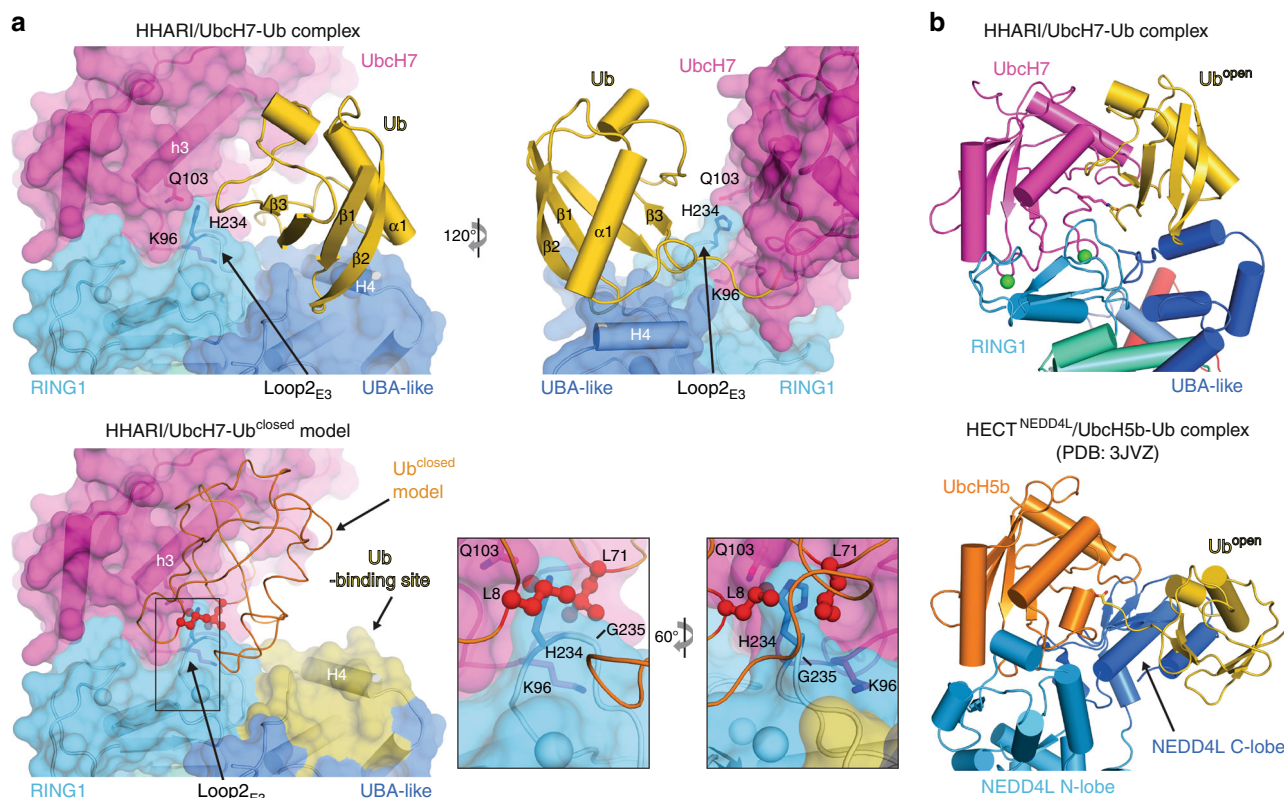 a
HHARI/UbcH7-Ub complex
UbcH7
Ub
h3
Q103
H234
K96
β3
β1
α1
β2
H4
RING1
Loop2E3
UBA-like
120°
UbcH7
Ub
Q103
H234
β1
β3
β2
α1
K96
H4
UBA-like
Loop2E3
RING1
b
HHARI/UbcH7-Ub complex
UbcH7
Ubopen
RING1
UBA-like
HHARI/UbcH7-Ubclosed model
Ubclosed
model
h3
Ub
-binding site
H4
RING1
Loop2E3
UBA-like
Q103
L71
L8
G235
H234
K96
60°
Q103
L71
L8
H234
G235
K96
HECTNEDD4L/UbcH5b-Ub complex
(PDB: 3JVZ)
UbcH5b
Ubopen
NEDD4L C-lobe
NEDD4L N-lobe